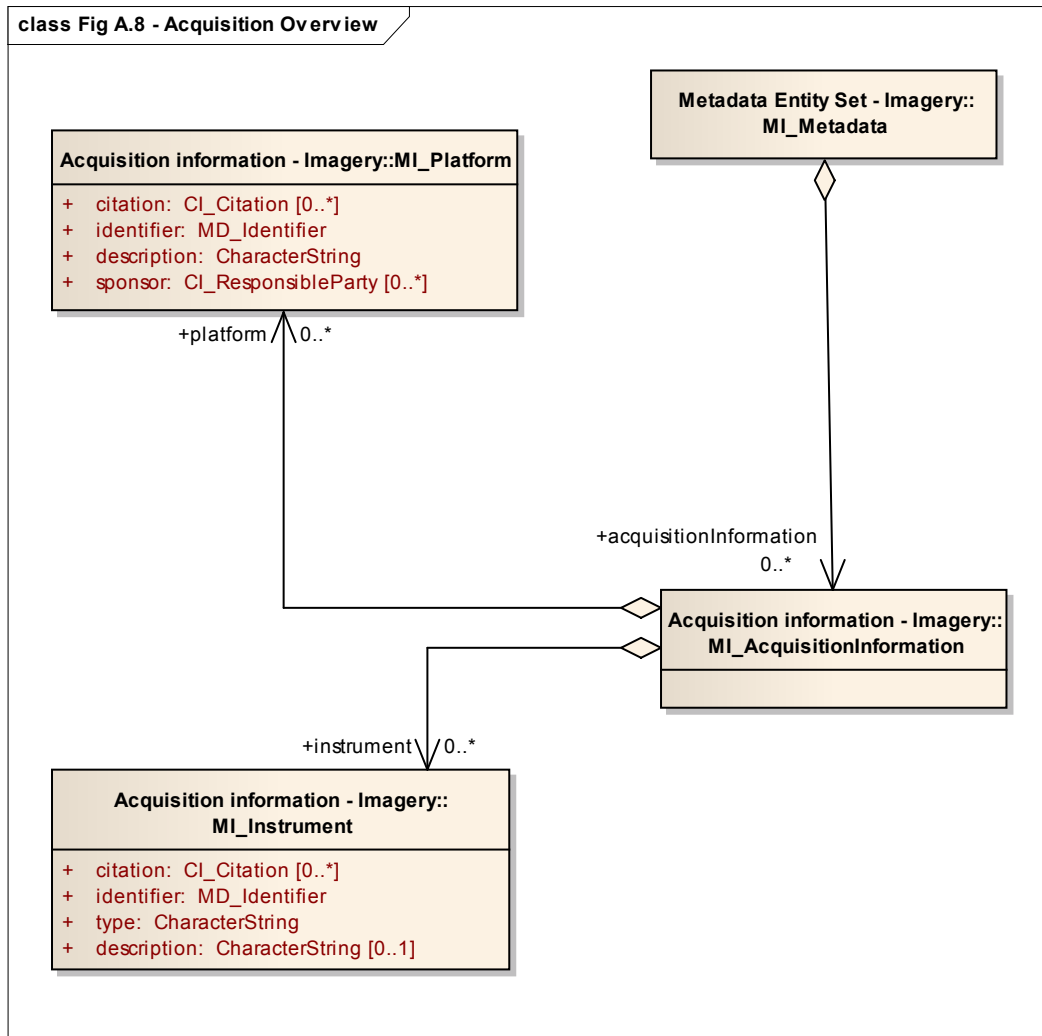 class Fig A.8 - Acquisition Overview
Metadata Entity Set - Imagery::
MI_Metadata
Acquisition information - Imagery::MI_Platform
+ citation: CI_Citation [0..*]
+ identifier: MD_Identifier
+ description: CharacterString
+ sponsor: CI_ResponsibleParty [0..*]
+platform 0..*
+acquisitionInformation
0..*
Acquisition information - Imagery::
MI_AcquisitionInformation
+instrument 0..*
Acquisition information - Imagery::
MI_Instrument
+ citation: CI_Citation [0..*]
+ identifier: MD_Identifier
+ type: CharacterString
+ description: CharacterString [0..1]